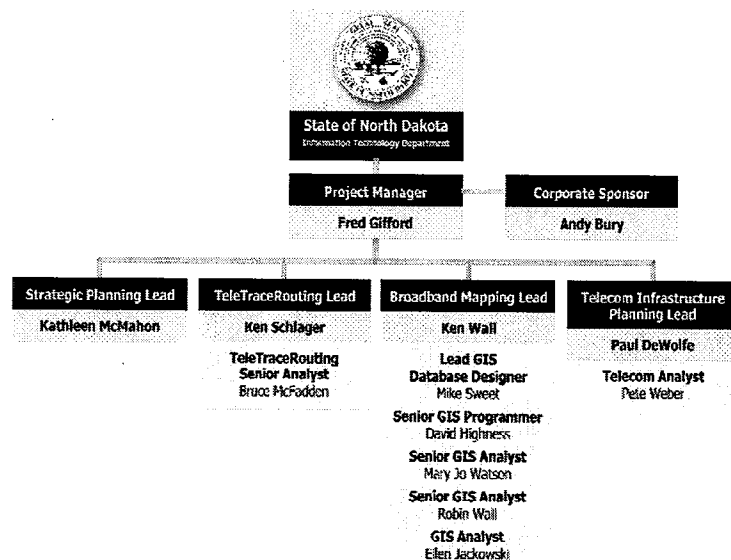 State of North Dakota
Information Technology Department
Project Manager
Fred Gifford
Corporate Sponsor
Andy Bury
Strategic Planning Lead
Kathleen McMahon
TeleTraceRouting Lead
Ken Schlager
TeleTraceRouting
Senior Analyst
Bruce McFadden
Broadband Mapping Lead
Ken Wall
Lead GIS
Database Designer
Mike Sweet
Senior GIS Programmer
David Highness
Senior GIS Analyst
Mary Jo Watson
Senior GIS Analyst
Robin Wall
GIS Analyst
Ellen Jackowski
Telecom Infrastructure
Planning Lead
Paul DeWolfe
Telecom Analyst
Pete Weber